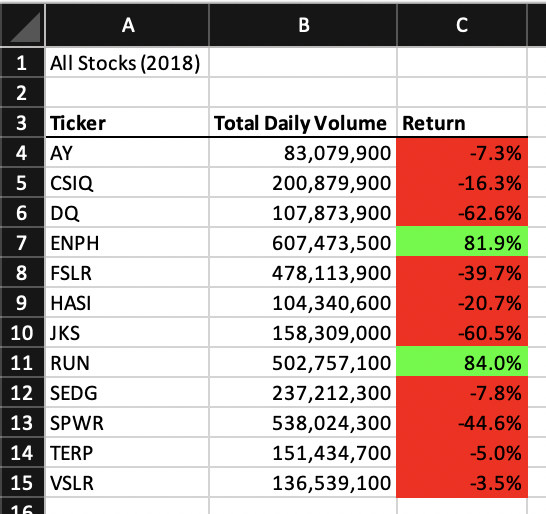 A B C
1 All Stocks (2018)
2
3 Ticker Total Daily Volume Return
4 AY 83,079,900 -7.3%
5 CSIQ 200,879,900 -16.3%
6 DQ 107,873,900 -62.6%
7 ENPH 607,473,500 81.9%
8 FSLR 478,113,900 -39.7%
9 HASI 104,340,600 -20.7%
10 JKS 158,309,000 -60.5%
11 RUN 502,757,100 84.0%
12 SEDG 237,212,300 -7.8%
13 SPWR 538,024,300 -44.6%
14 TERP 151,434,700 -5.0%
15 VSLR 136,539,100 -3.5%
16